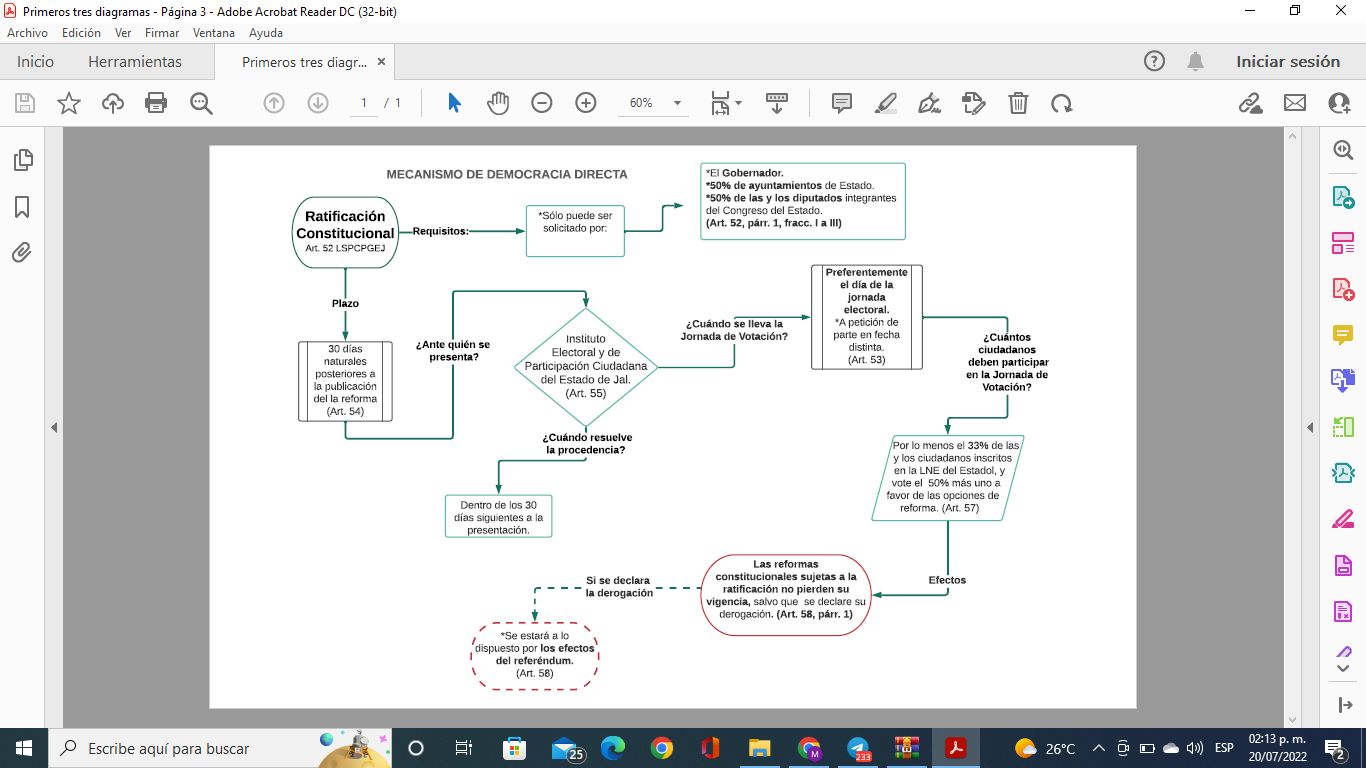 Primeros tres diagramas - Página 3 - Adobe Acrobat Reader DC (32-bit)
Archivo Edición Ver Firmar Ventana Ayuda
Inicio Herramientas Primeros tres diagr... × Iniciar sesión
1 / 1 60%
MECANISMO DE DEMOCRACIA DIRECTA
Ratificación
Constitucional
Art. 52 LSPCPGEJ
Requisitos:
*Sólo puede ser
solicitado por:
*El Gobernador.
*50% de ayuntamientos de Estado.
*50% de las y los diputados integrantes
del Congreso del Estado.
(Art. 52, párr. 1, fracc. I a III)
Plazo
30 días
naturales
posteriores a
la publicación
del la reforma
(Art. 54)
¿Ante quién se
presenta?
Instituto
Electoral y de
Participación Ciudadana
del Estado de Jal.
(Art. 55)
¿Cuándo se lleva la
Jornada de Votación?
Preferentemente
el día de la
jornada
electoral.
*A petición de
parte en fecha
distinta.
(Art. 53)
¿Cuántos
ciudadanos
deben participar
en la Jornada de
Votación?
¿Cuándo resuelve
la procedencia?
Dentro de los 30
días siguientes a la
presentación.
Por lo menos el 33% de las
y los ciudadanos inscritos
en la LNE del Estadol, y
vote el 50% más uno a
favor de las opciones de
reforma. (Art. 57)
Efectos
Las reformas
constitucionales sujetas a la
ratificación no pierden su
vigencia, salvo que se declare su
derogación. (Art. 58, párr. 1)
Si se declara
la derogación
*Se estará a lo
dispuesto por los efectos
del referéndum.
(Art. 58)
Escribe aquí para buscar
25
M
233
26°C
ESP
02:13 p. m.
20/07/2022
2